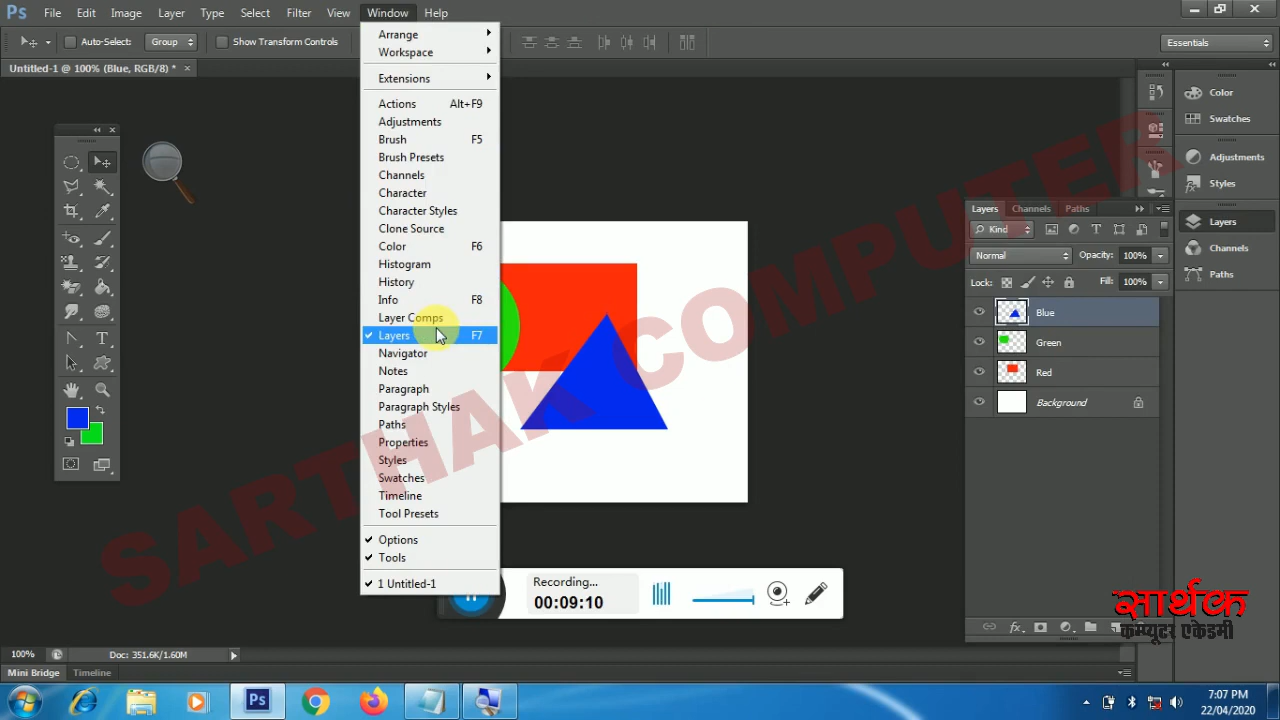 Ps File Edit Image Layer Type Select Filter View Window Help
Auto-Select: Group Show Transform Controls Essentials
Untitled-1 @ 100% (Blue, RGB/8) * ×
Arrange
Workspace
Extensions
Actions Alt+F9
Adjustments
Brush F5
Brush Presets
Channels
Character
Character Styles
Clone Source
Color F6
Histogram
History
Info F8
Layer Comps
Layers F7
Navigator
Notes
Paragraph
Paragraph Styles
Paths
Properties
Styles
Swatches
Timeline
Tool Presets
Options
Tools
1 Untitled-1
Color
Swatches
Adjustments
Styles
Layers
Channels
Paths
Layers Channels Paths
Kind
Normal Opacity: 100%
Lock: Fill: 100%
Blue
Green
Red
Background
SARTHAK COMPUTER
Recording...
00:09:10
सार्थक
कम्प्यूटर एकेडमी
100% Doc: 351.6K/1.60M
Mini Bridge Timeline
Ps
7:07 PM
22/04/2020